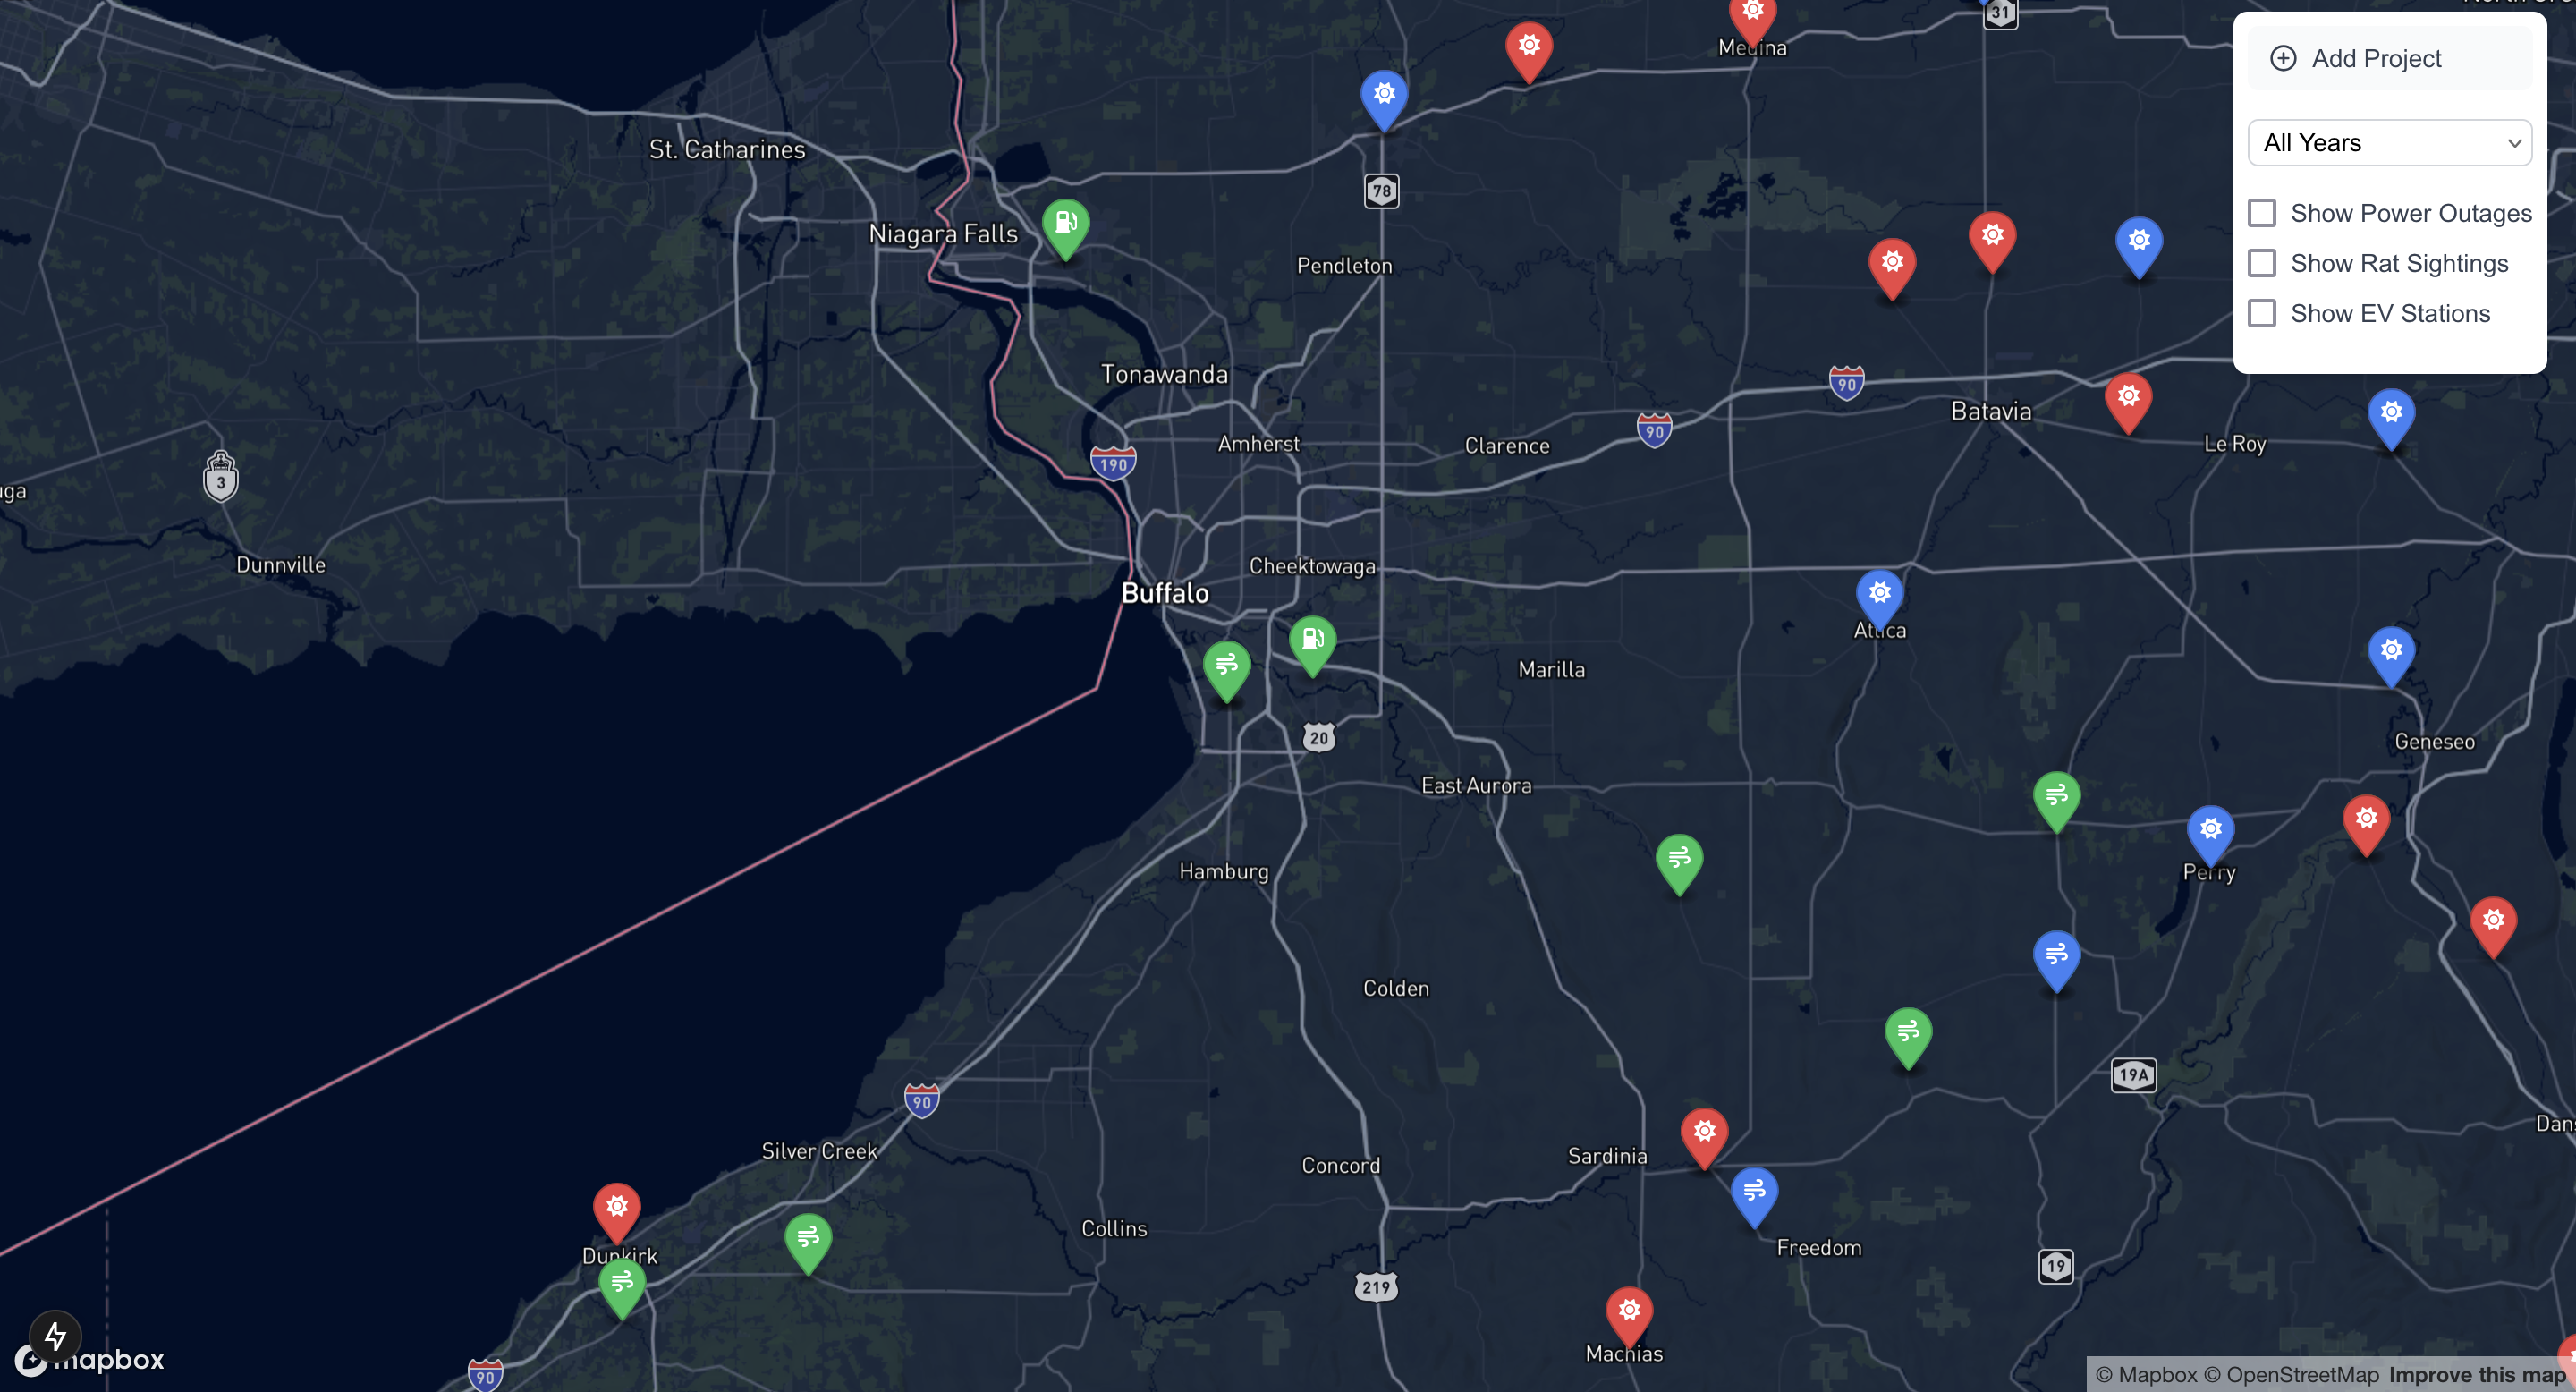 31
Medina
Add Project
St. Catharines
All Years
78
Show Power Outages
Niagara Falls
Pendleton
Show Rat Sightings
Show EV Stations
Tonawanda
90
Batavia
90
Amherst
Clarence
Le Roy
190
3
Dunnville
Cheektowaga
Buffalo
Attica
Marilla
20
Geneseo
East Aurora
Hamburg
Perry
Colden
19A
90
Silver Creek
Concord
Sardinia
Collins
Freedom
Dunkirk
19
219
Machias
mapbox
90
© Mapbox © OpenStreetMap Improve this map